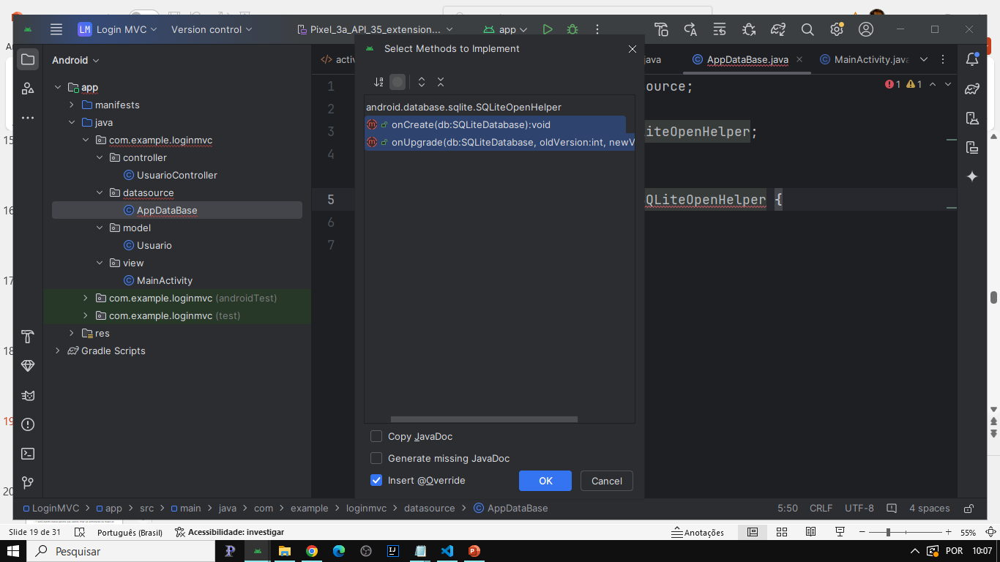 LM Login MVC
Version control
Pixel_3a_API_35_extension...
app
Android
app
manifests
java
com.example.loginmvc
controller
UsuarioController
datasource
AppDataBase
model
Usuario
view
MainActivity
com.example.loginmvc (androidTest)
com.example.loginmvc (test)
res
Gradle Scripts
activ
ava
AppDataBase.java
MainActivity.java
1
2
3
4
5
6
7
ource;
1
1
liteOpenHelper;
QLiteOpenHelper {
Select Methods to Implement
android.database.sqlite.SQLiteOpenHelper
onCreate(db:SQLiteDatabase):void
onUpgrade(db:SQLiteDatabase, oldVersion:int, newV
Copy JavaDoc
Generate missing JavaDoc
Insert @Override
OK
Cancel
15
16
17
18
19
20
LoginMVC > app > src > main > java > com > example > loginmvc > datasource > AppDataBase
5:50
CRLF
UTF-8
4 spaces
Slide 19 de 31
Português (Brasil)
Acessibilidade: investigar
Anotações
55%
Pesquisar
POR
10:07